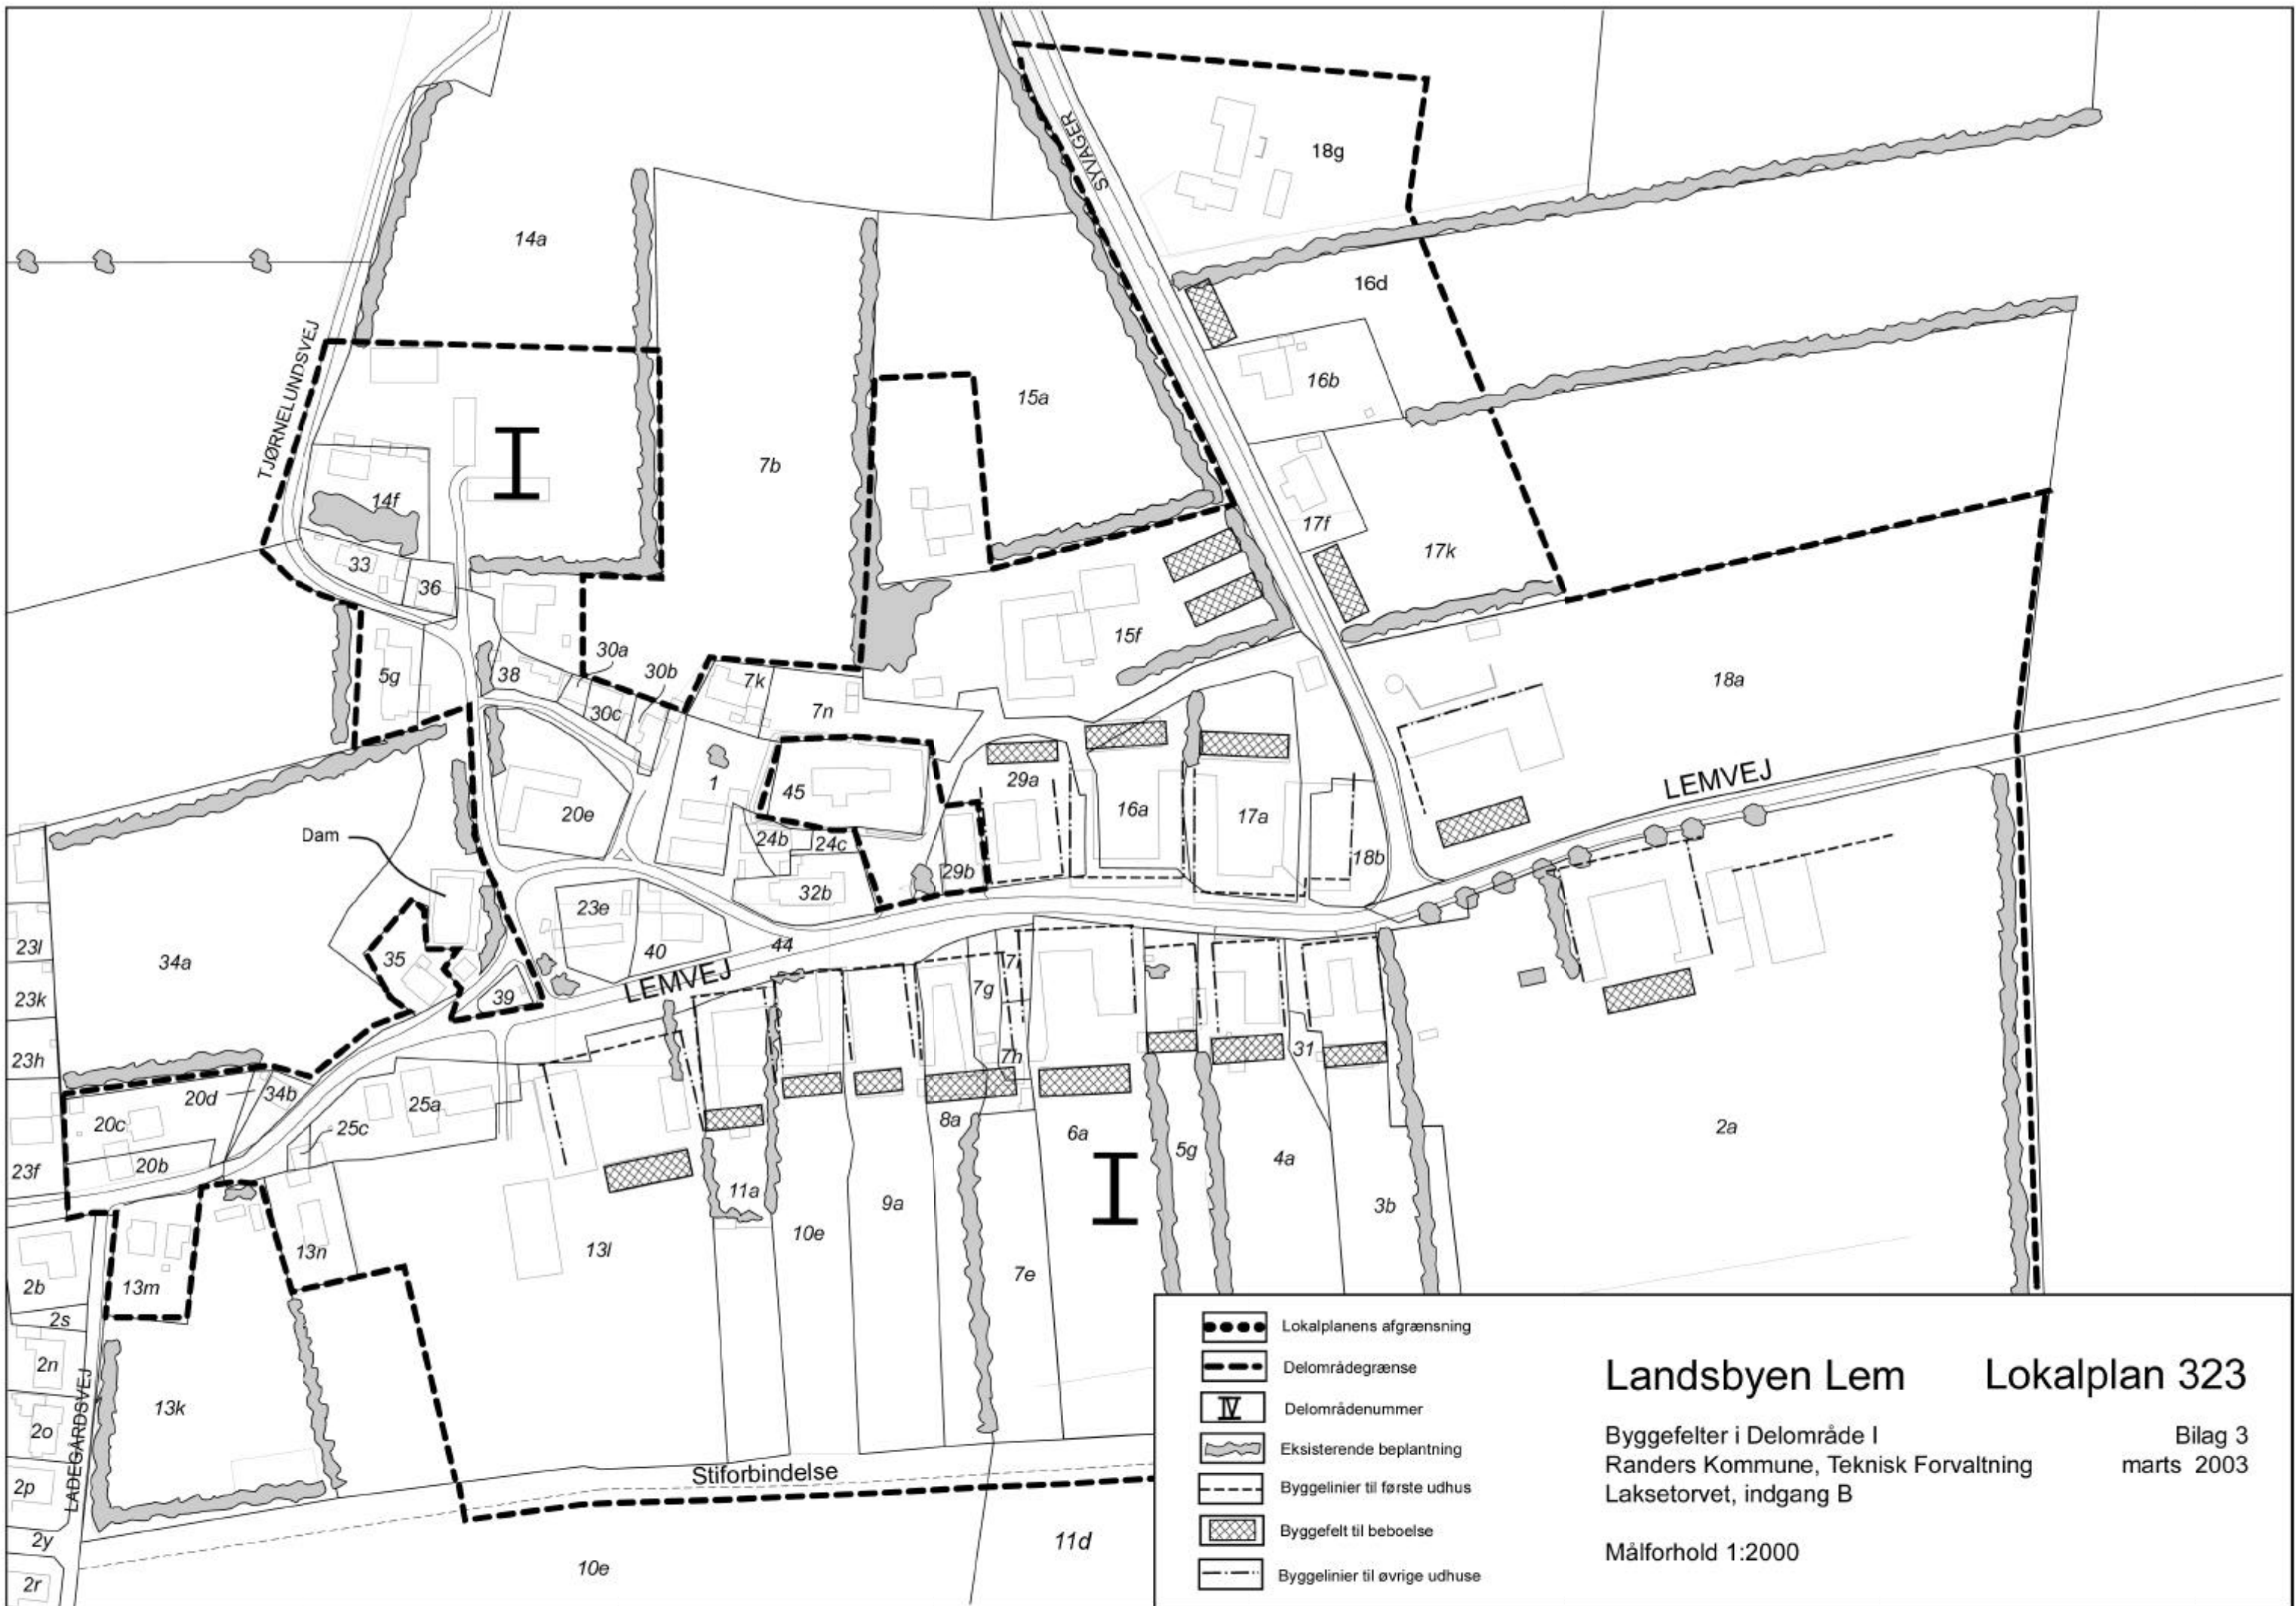 SYVAGER
18g
14a
16d
TJØRNELUNDSVEJ
16b
15a
7b
I
14f
17f
17k
33
36
15f
30a
38
30b
7k
5g
18a
30c
7n
LEMVEJ
1
45
29a
16a
17a
20e
Dam
24b
24c
18b
29b
32b
23e
23l
34a
35
40
44
LEMVEJ
7g
7
23k
39
31
23h
7h
20d
34b
25a
20c
8a
25c
6a
2a
5g
4a
23f
20b
I
11a
9a
3b
10e
13n
13l
7e
2b
13m
2s
2n
13k
2o
LADEGÅRDSVEJ
Stiforbindelse
2p
2y
11d
10e
2r
Lokalplanens afgrænsning
Delområdegrænse
IV
Delområdenummer
Eksisterende beplantning
Byggelinier til første udhus
Byggefelt til beboelse
Byggelinier til øvrige udhuse
Landsbyen Lem
Lokalplan 323
Byggefelter i Delområde I
Bilag 3
Randers Kommune, Teknisk Forvaltning
marts 2003
Laksetorvet, indgang B
Målforhold 1:2000